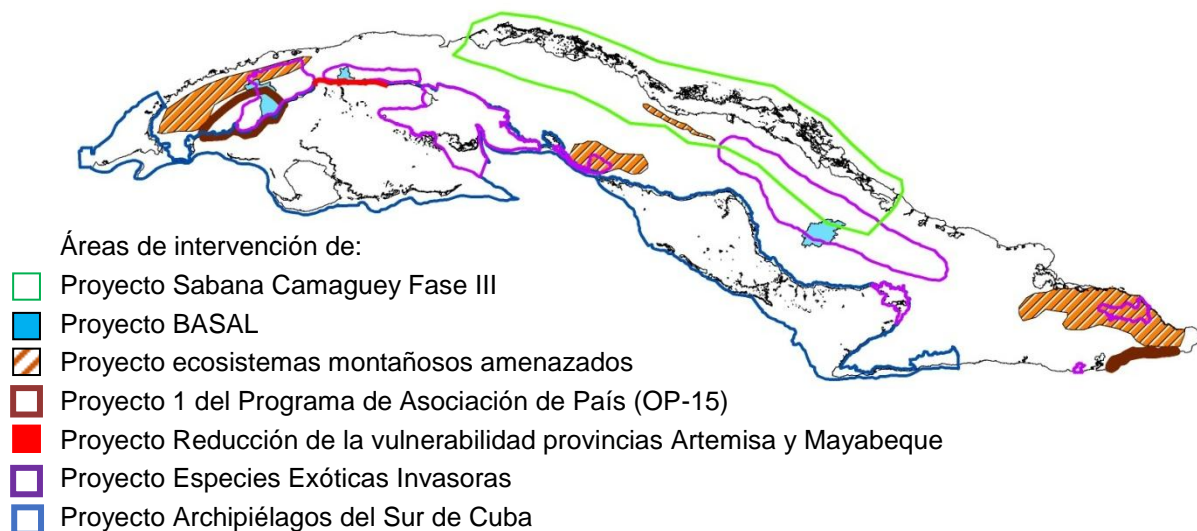 Áreas de intervención de:
Proyecto Sabana Camaguey Fase III
Proyecto BASAL
Proyecto ecosistemas montañosos amenazados
Proyecto 1 del Programa de Asociación de País (OP-15)
Proyecto Reducción de la vulnerabilidad provincias Artemisa y Mayabeque
Proyecto Especies Exóticas Invasoras
Proyecto Archipiélagos del Sur de Cuba